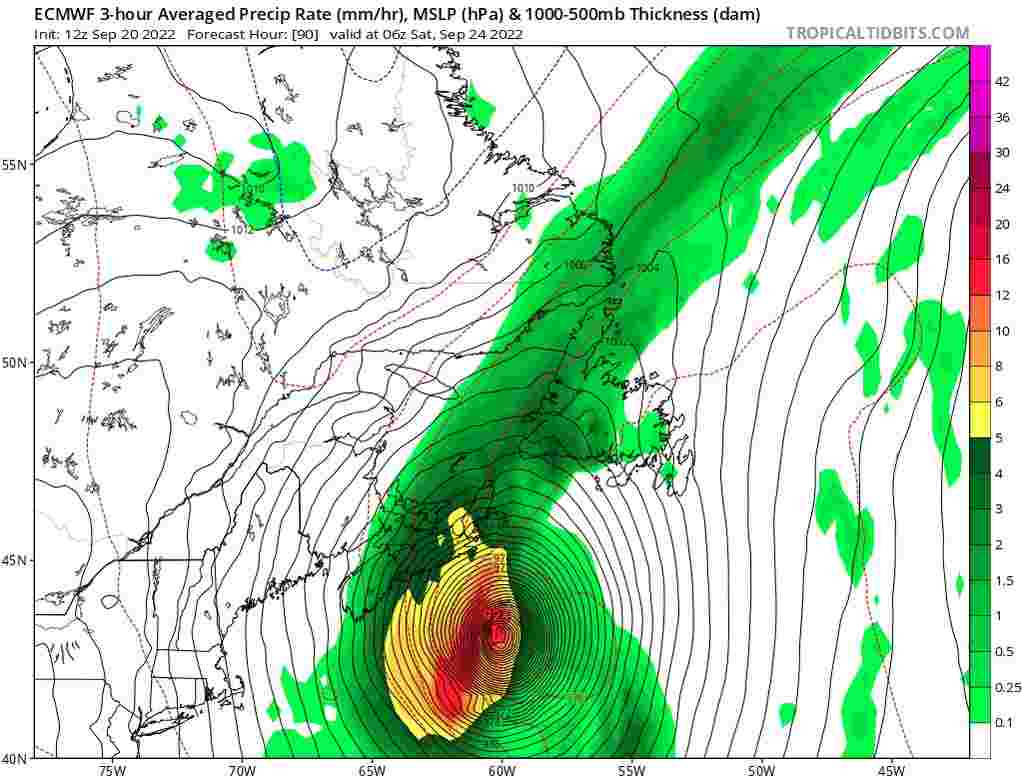 ECMWF 3-hour Averaged Precip Rate (mm/hr), MSLP (hPa) & 1000-500mb Thickness (dam)
Init: 12z Sep 20 2022 Forecast Hour: [90] valid at 06z Sat, Sep 24 2022
TROPICALTIDBITS.COM
42
36
30
24
20
16
12
10
8
6
5
4
3
2
1.5
1
0.5
0.25
0.1
55N
50N
45N
40N
1010
1010
1012
1004
75W
70W
65W
60W
55W
50W
45W